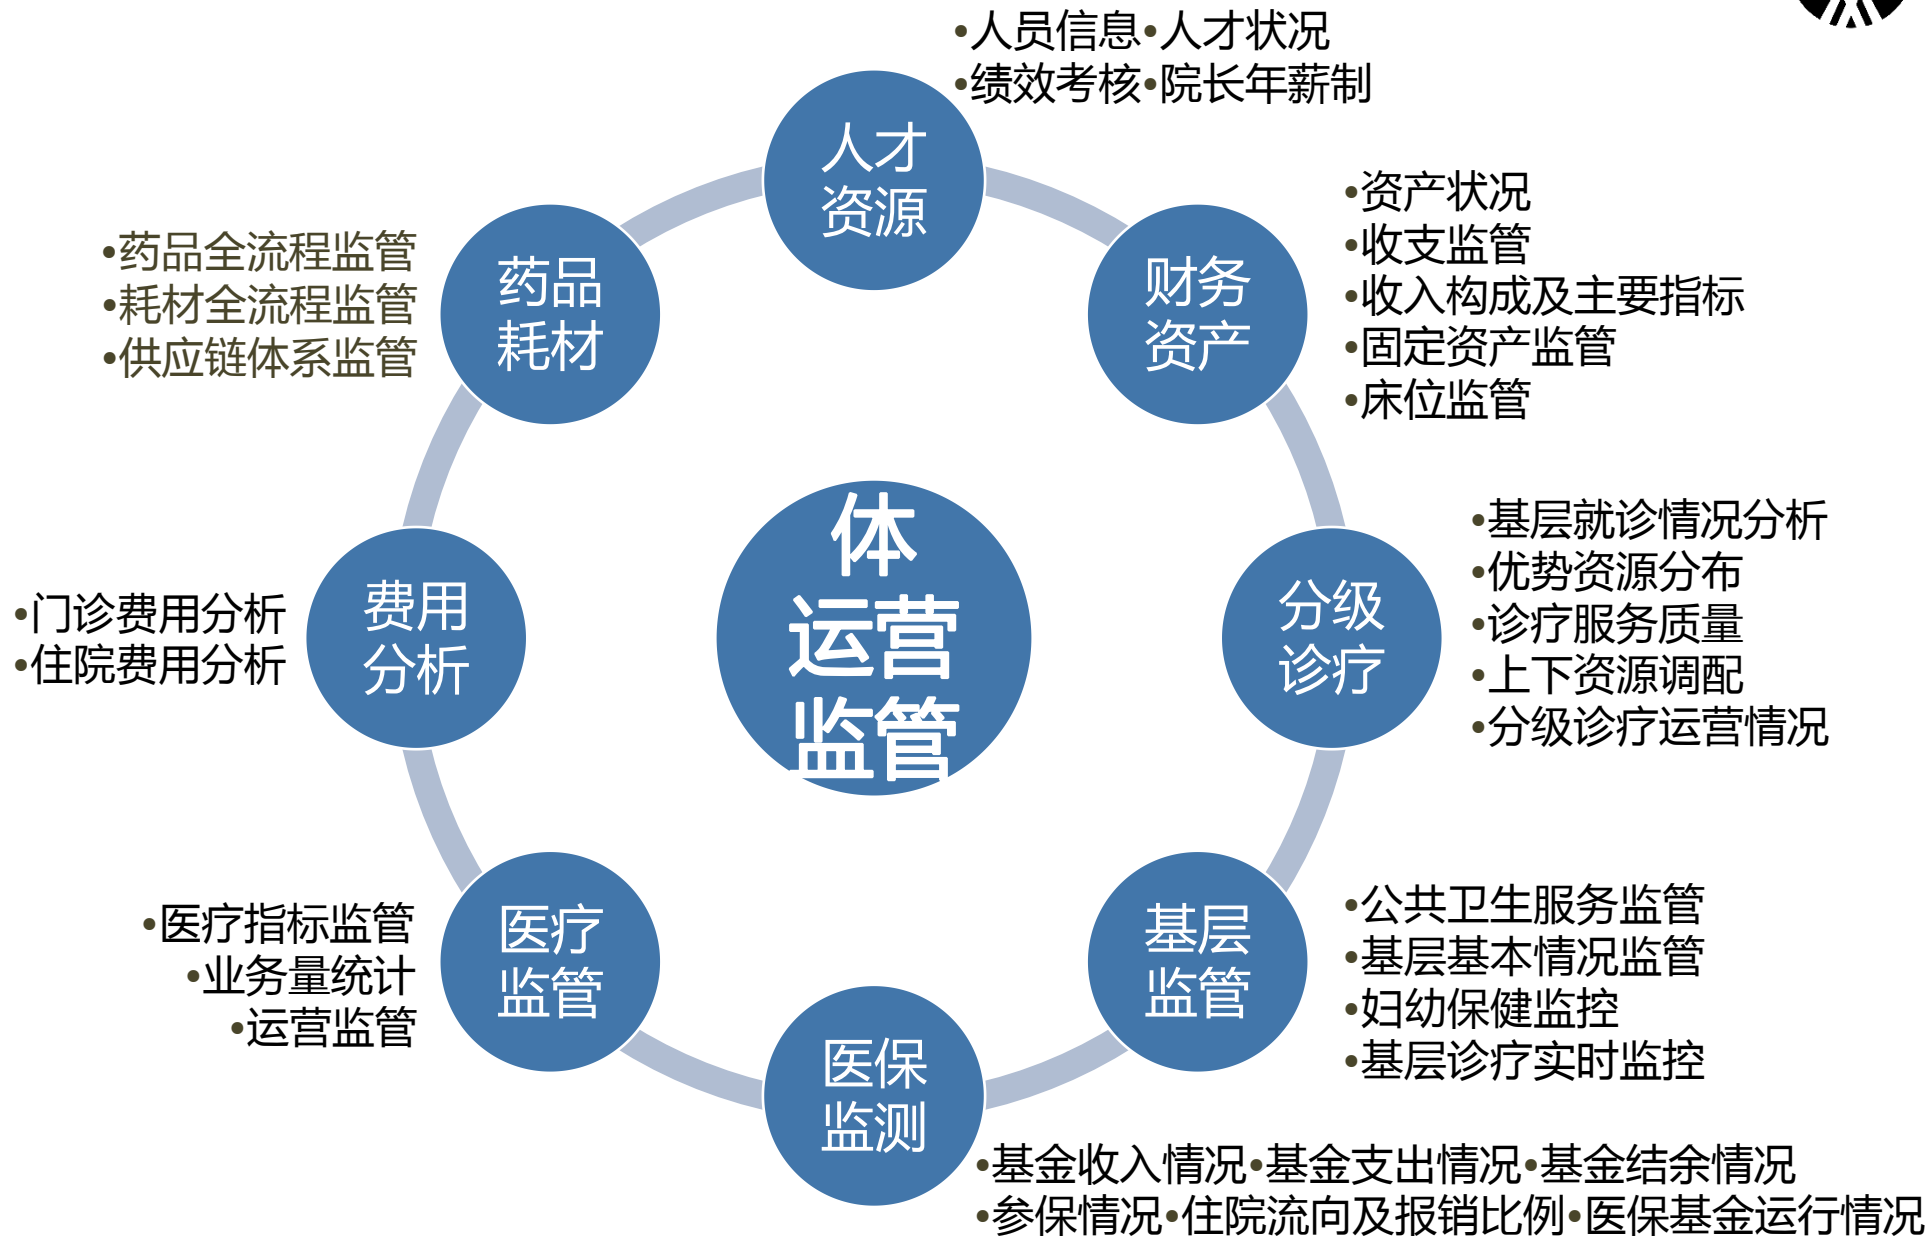 •人员信息•人才状况
•绩效考核•院长年薪制
人才
资源
•资产状况
•收支监管
•收入构成及主要指标
•固定资产监管
•床位监管
财务
资产
•基层就诊情况分析
•优势资源分布
•诊疗服务质量
•上下资源调配
•分级诊疗运营情况
分级
诊疗
•公共卫生服务监管
•基层基本情况监管
•妇幼保健监控
•基层诊疗实时监控
基层
监管
•基金收入情况•基金支出情况•基金结余情况
•参保情况•住院流向及报销比例•医保基金运行情况
医保
监测
•医疗指标监管
•业务量统计
•运营监管
医疗
监管
•门诊费用分析
•住院费用分析
费用
分析
•药品全流程监管
•耗材全流程监管
•供应链体系监管
药品
耗材
体
运营
监管